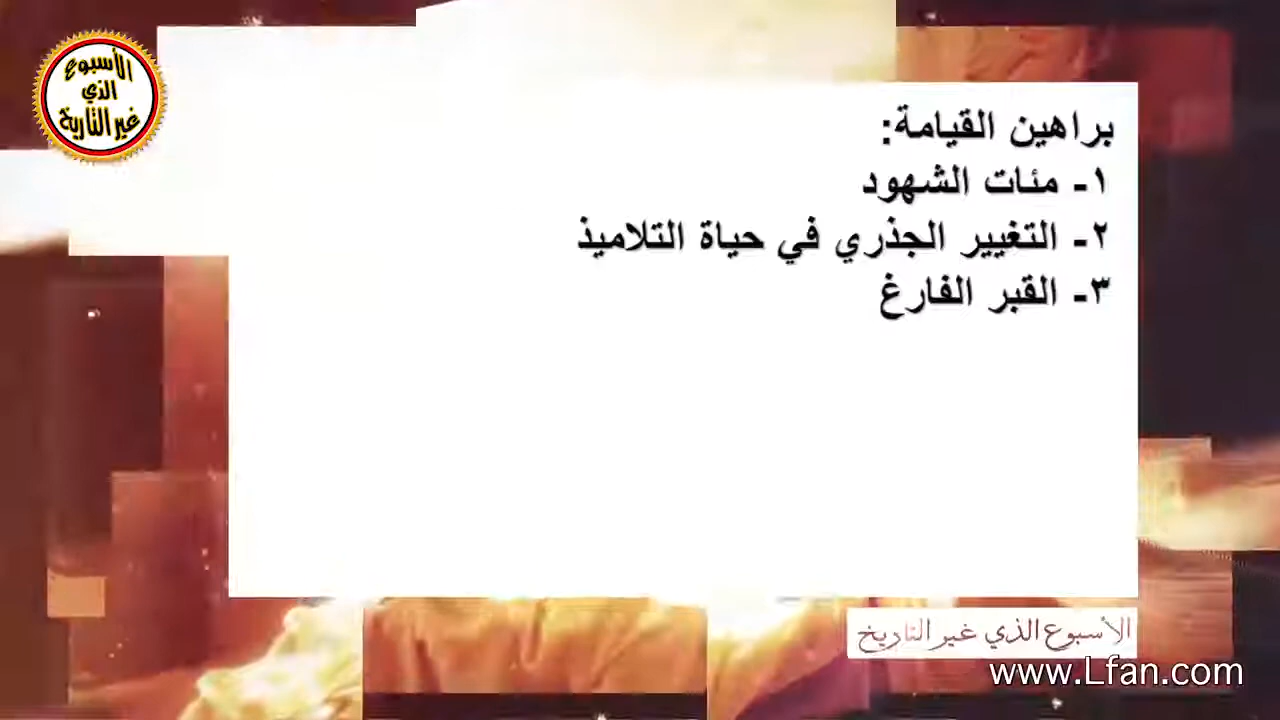 الأسبوع
الذي
غير التاريخ
براهين القيامة:
١- مئات الشهود
٢- التغيير الجذري في حياة التلاميذ
٣- القبر الفارغ
الأسبوع الذي غير التاريخ
www.Lfan.com